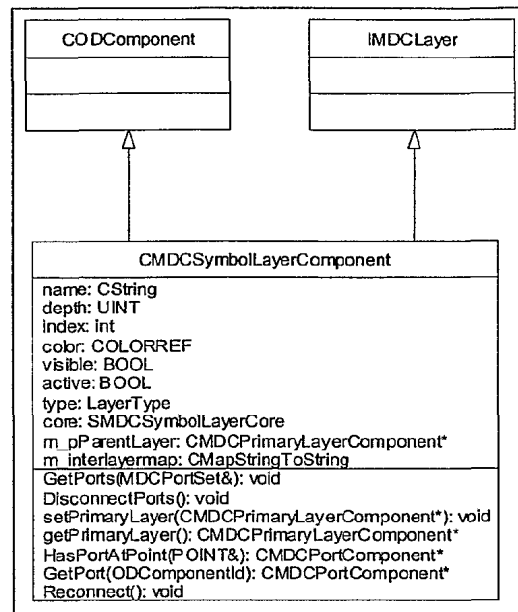 CODComponent
IMDCLayer
CMDCSymbolLayerComponent
name: CString
depth: UINT
index: int
color: COLORREF
visible: BOOL
active: BOOL
type: LayerType
core: SMDCSymbolLayerCore
m_pParentLayer: CMDCPrimaryLayerComponent*
m_interlayermap: CMapStringToString
GetPorts(MDCPortSet&): void
DisconnectPorts(): void
setPrimaryLayer(CMDCPrimaryLayerComponent*): void
getPrimaryLayer(): CMDCPrimaryLayerComponent*
HasPortAtPoint(POINT&): CMDCPortComponent*
GetPort(ODComponentId): CMDCPortComponent*
Reconnect(): void